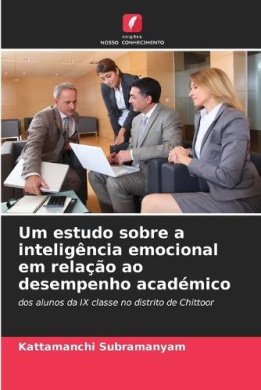 edições
NOSSO CONHECIMENTO
Um estudo sobre a
inteligência emocional
em relação ao
desempenho académico
dos alunos da IX classe no distrito de Chittoor
Kattamanchi Subramanyam